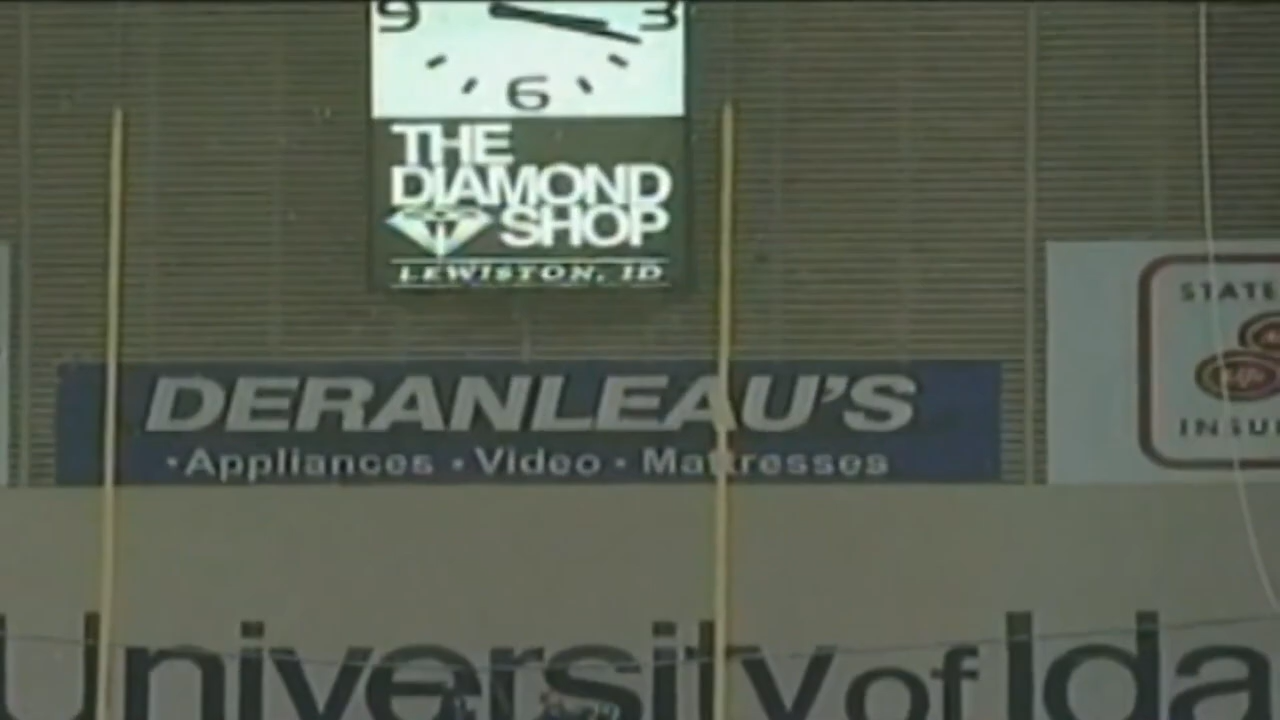 9 3
6
THE
DIAMOND
SHOP
LEWISTON, ID
DERANLEAU'S
•Appliances • Video • Mattresses
STATE
INSU
University of Ida